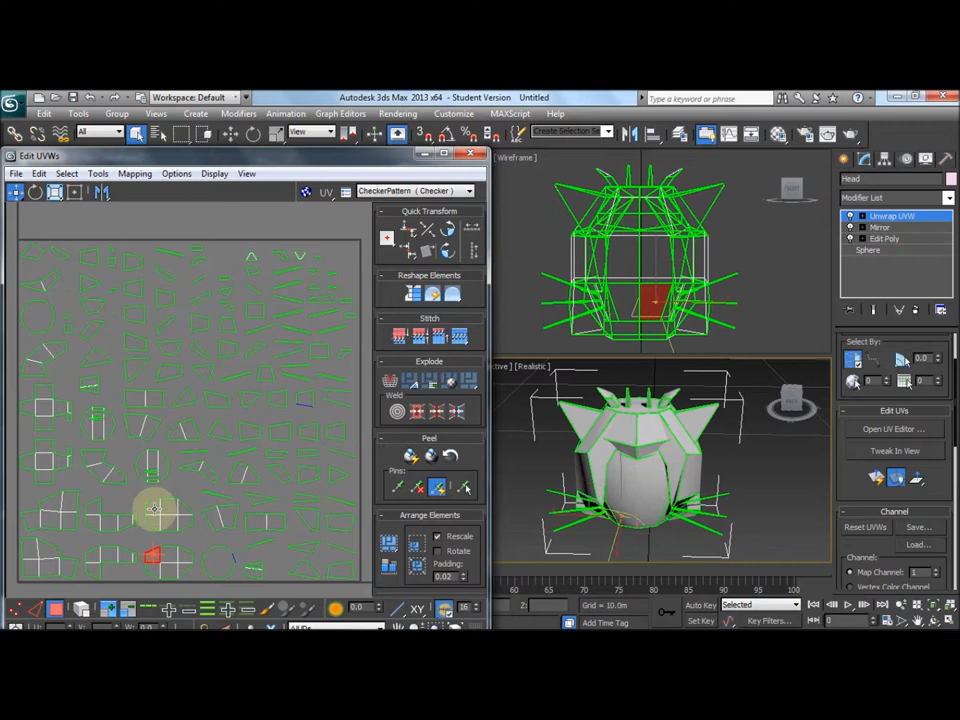 Workspace: Default
Autodesk 3ds Max 2013 x64 - Student Version Untitled
Type a keyword or phrase
Edit Tools Group Views Create Modifiers Animation Graph Editors Rendering Customize MAXScript Help
All
View
Create Selection Se
Edit UVWs
File Edit Select Tools Mapping Options Display View
UV
CheckerPattern ( Checker )
Quick Transform
Reshape Elements
Stitch
Explode
Weld
Peel
Pins:
Arrange Elements
Rescale
Rotate
Padding:
0.02
0.0
XY
16
[Wireframe]
[Realistic]
Head
Modifier List
Unwrap UVW
Mirror
Edit Poly
Sphere
Select By:
0.0
0
0
Edit UVs
Open UV Editor ...
Tweak In View
Channel
Reset UVWs
Save...
Load...
Channel:
Map Channel: 1
Vertex Color Channel
60 65 70 75 80 85 90 95 100
Z:
Grid = 10.0m
Add Time Tag
Auto Key
Selected
Set Key
Key Filters...
0